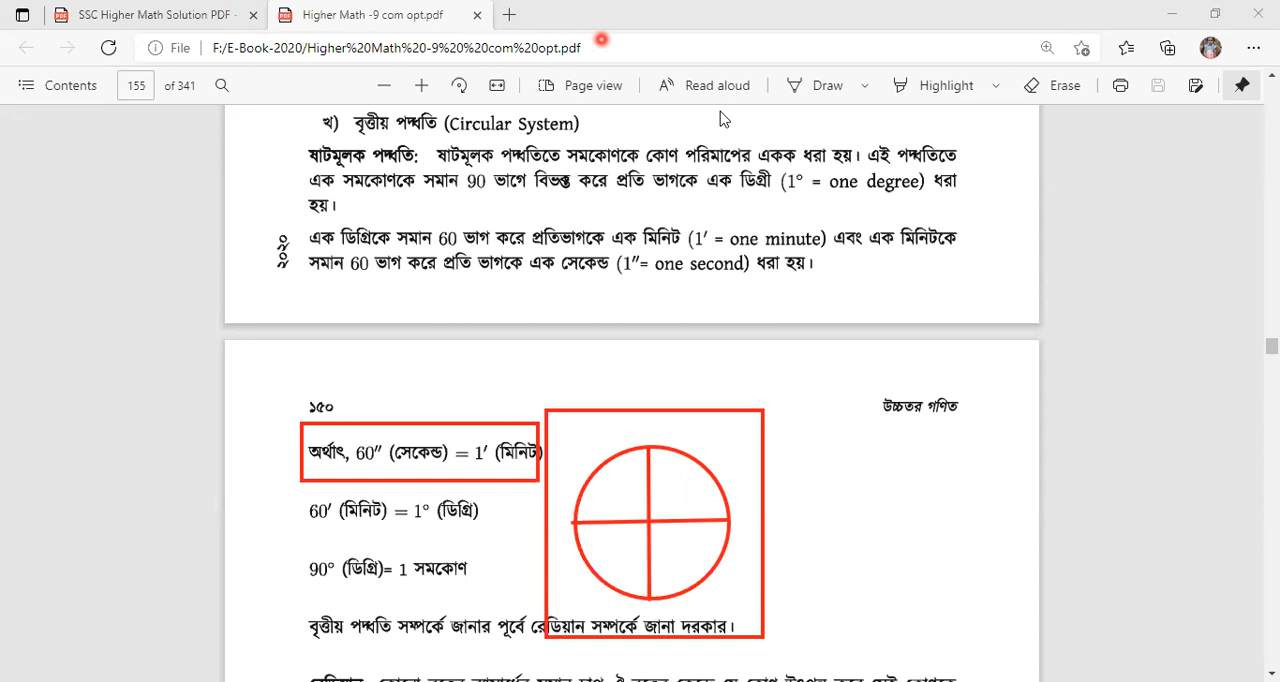 SSC Higher Math Solution PDF -
Higher Math -9 com opt.pdf
File
F:/E-Book-2020/Higher%20Math%20-9%20%20com%20opt.pdf
Contents
155 of 341
Page view
Read aloud
Draw
Highlight
Erase
খ) বৃত্তীয় পদ্ধতি (Circular System)
ষাটমূলক পদ্ধতি: ষাটমূলক পদ্ধতিতে সমকোণকে কোণ পরিমাপের একক ধরা হয়। এই পদ্ধতিতে
এক সমকোণকে সমান 90 ভাগে বিভক্ত করে প্রতি ভাগকে এক ডিগ্রী (1° = one degree) ধরা
হয়।
২০২০
এক ডিগ্রিকে সমান 60 ভাগ করে প্রতিভাগকে এক মিনিট (1′ = one minute) এবং এক মিনিটকে
সমান 60 ভাগ করে প্রতি ভাগকে এক সেকেন্ড (1″= one second) ধরা হয়।
১৫০
উচ্চতর গণিত
অর্থাৎ, 60″ (সেকেন্ড) = 1′ (মিনিট)
60′ (মিনিট) = 1° (ডিগ্রি)
90° (ডিগ্রি)= 1 সমকোণ
বৃত্তীয় পদ্ধতি সম্পর্কে জানার পূর্বে রেডিয়ান সম্পর্কে জানা দরকার।